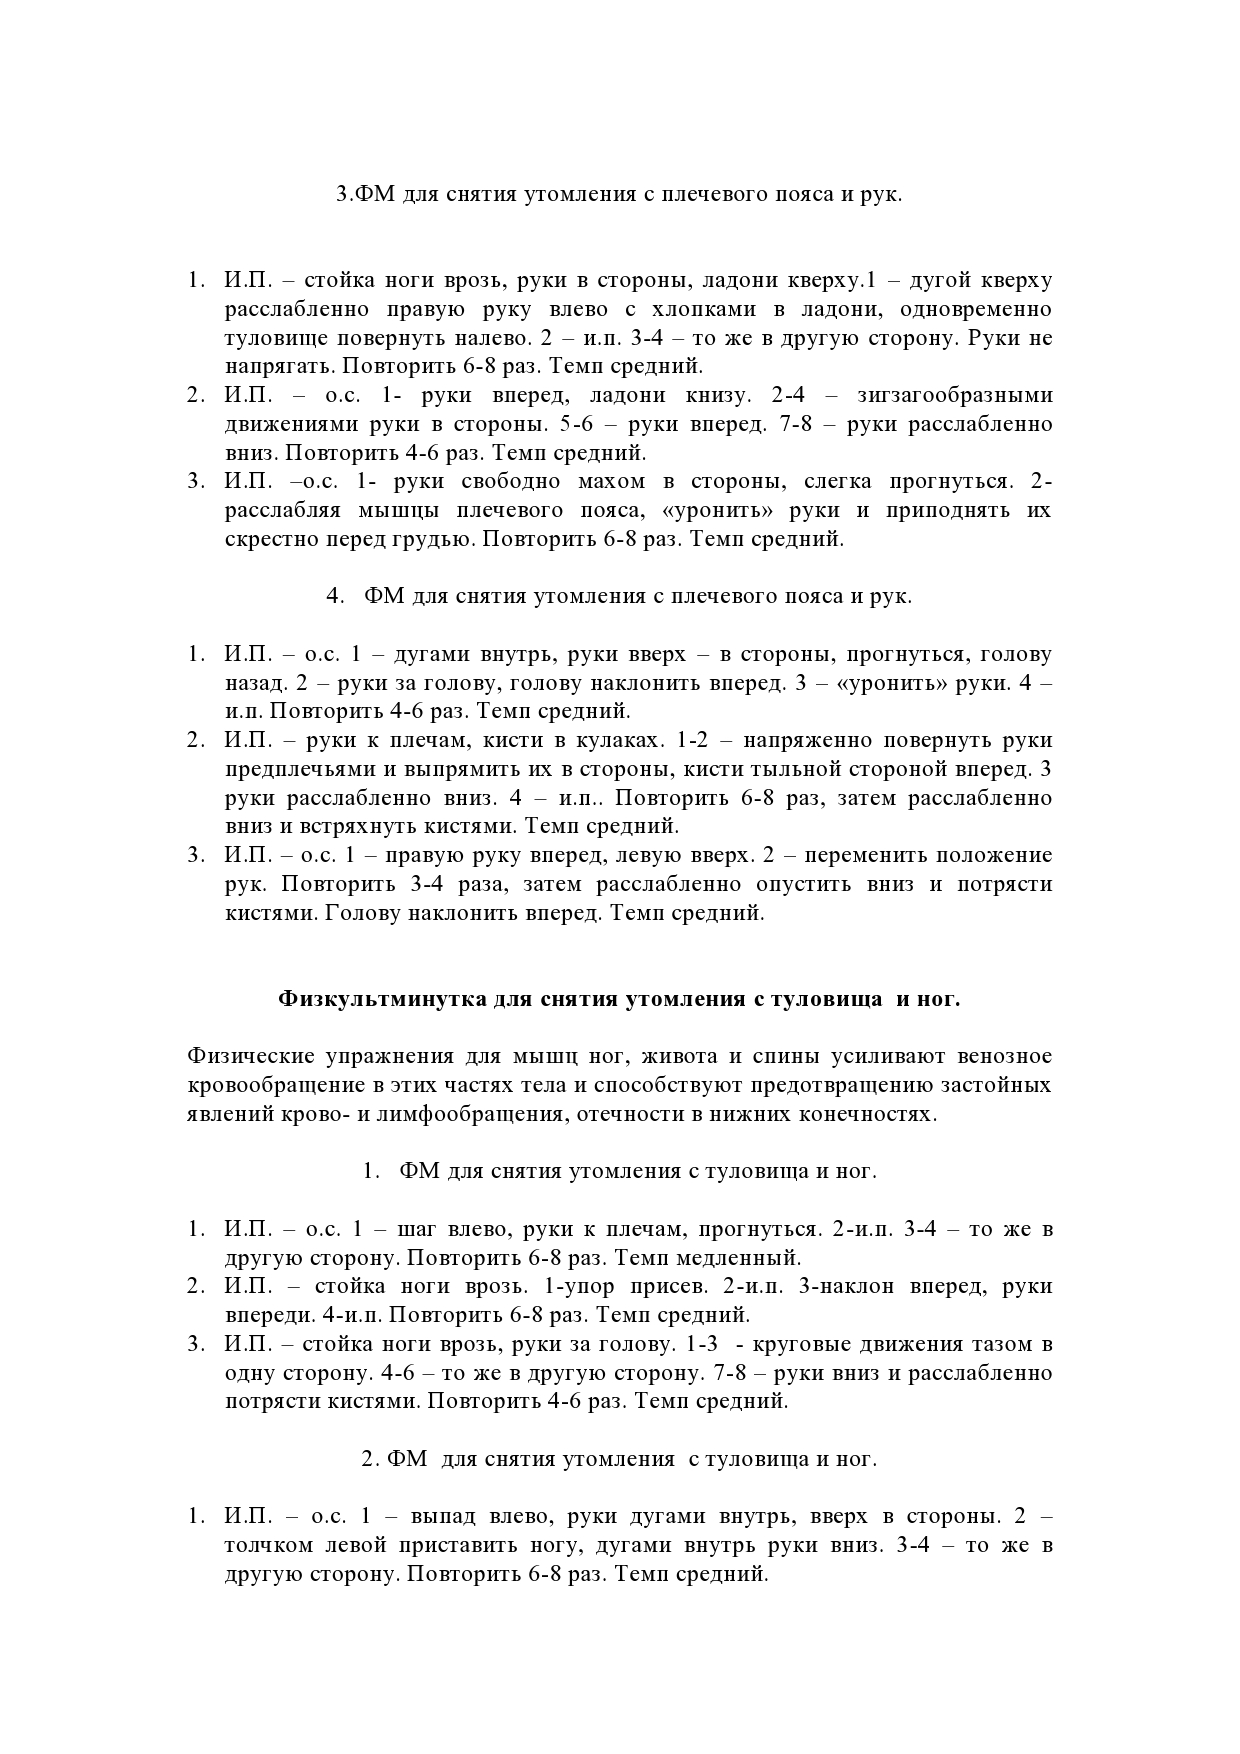 3.ФМ для снятия утомления с плечевого пояса и рук.
1. И.П. – стойка ноги врозь, руки в стороны, ладони кверху.1 – дугой кверху
расслабленно правую руку влево с хлопками в ладони, одновременно
туловище повернуть налево. 2 – и.п. 3-4 – то же в другую сторону. Руки не
напрягать. Повторить 6-8 раз. Темп средний.
2. И.П. – о.с. 1- руки вперед, ладони книзу. 2-4 – зигзагообразными
движениями руки в стороны. 5-6 – руки вперед. 7-8 – руки расслабленно
вниз. Повторить 4-6 раз. Темп средний.
3. И.П. –о.с. 1- руки свободно махом в стороны, слегка прогнуться. 2-
расслабляя мышцы плечевого пояса, «уронить» руки и приподнять их
скрестно перед грудью. Повторить 6-8 раз. Темп средний.
4. ФМ для снятия утомления с плечевого пояса и рук.
1. И.П. – о.с. 1 – дугами внутрь, руки вверх – в стороны, прогнуться, голову
назад. 2 – руки за голову, голову наклонить вперед. 3 – «уронить» руки. 4 –
и.п. Повторить 4-6 раз. Темп средний.
2. И.П. – руки к плечам, кисти в кулаках. 1-2 – напряженно повернуть руки
предплечьями и выпрямить их в стороны, кисти тыльной стороной вперед. 3
руки расслабленно вниз. 4 – и.п.. Повторить 6-8 раз, затем расслабленно
вниз и встряхнуть кистями. Темп средний.
3. И.П. – о.с. 1 – правую руку вперед, левую вверх. 2 – переменить положение
рук. Повторить 3-4 раза, затем расслабленно опустить вниз и потрясти
кистями. Голову наклонить вперед. Темп средний.
Физкультминутка для снятия утомления с туловища  и ног.
Физические упражнения для мышц ног, живота и спины усиливают венозное
кровообращение в этих частях тела и способствуют предотвращению застойных
явлений крово- и лимфообращения, отечности в нижних конечностях.
1. ФМ для снятия утомления с туловища и ног.
1. И.П. – о.с. 1 – шаг влево, руки к плечам, прогнуться. 2-и.п. 3-4 – то же в
другую сторону. Повторить 6-8 раз. Темп медленный.
2. И.П. – стойка ноги врозь. 1-упор присев. 2-и.п. 3-наклон вперед, руки
впереди. 4-и.п. Повторить 6-8 раз. Темп средний.
3. И.П. – стойка ноги врозь, руки за голову. 1-3  - круговые движения тазом в
одну сторону. 4-6 – то же в другую сторону. 7-8 – руки вниз и расслабленно
потрясти кистями. Повторить 4-6 раз. Темп средний.
2. ФМ  для снятия утомления  с туловища и ног.
1. И.П. – о.с. 1 – выпад влево, руки дугами внутрь, вверх в стороны. 2 –
толчком левой приставить ногу, дугами внутрь руки вниз. 3-4 – то же в
другую сторону. Повторить 6-8 раз. Темп средний.